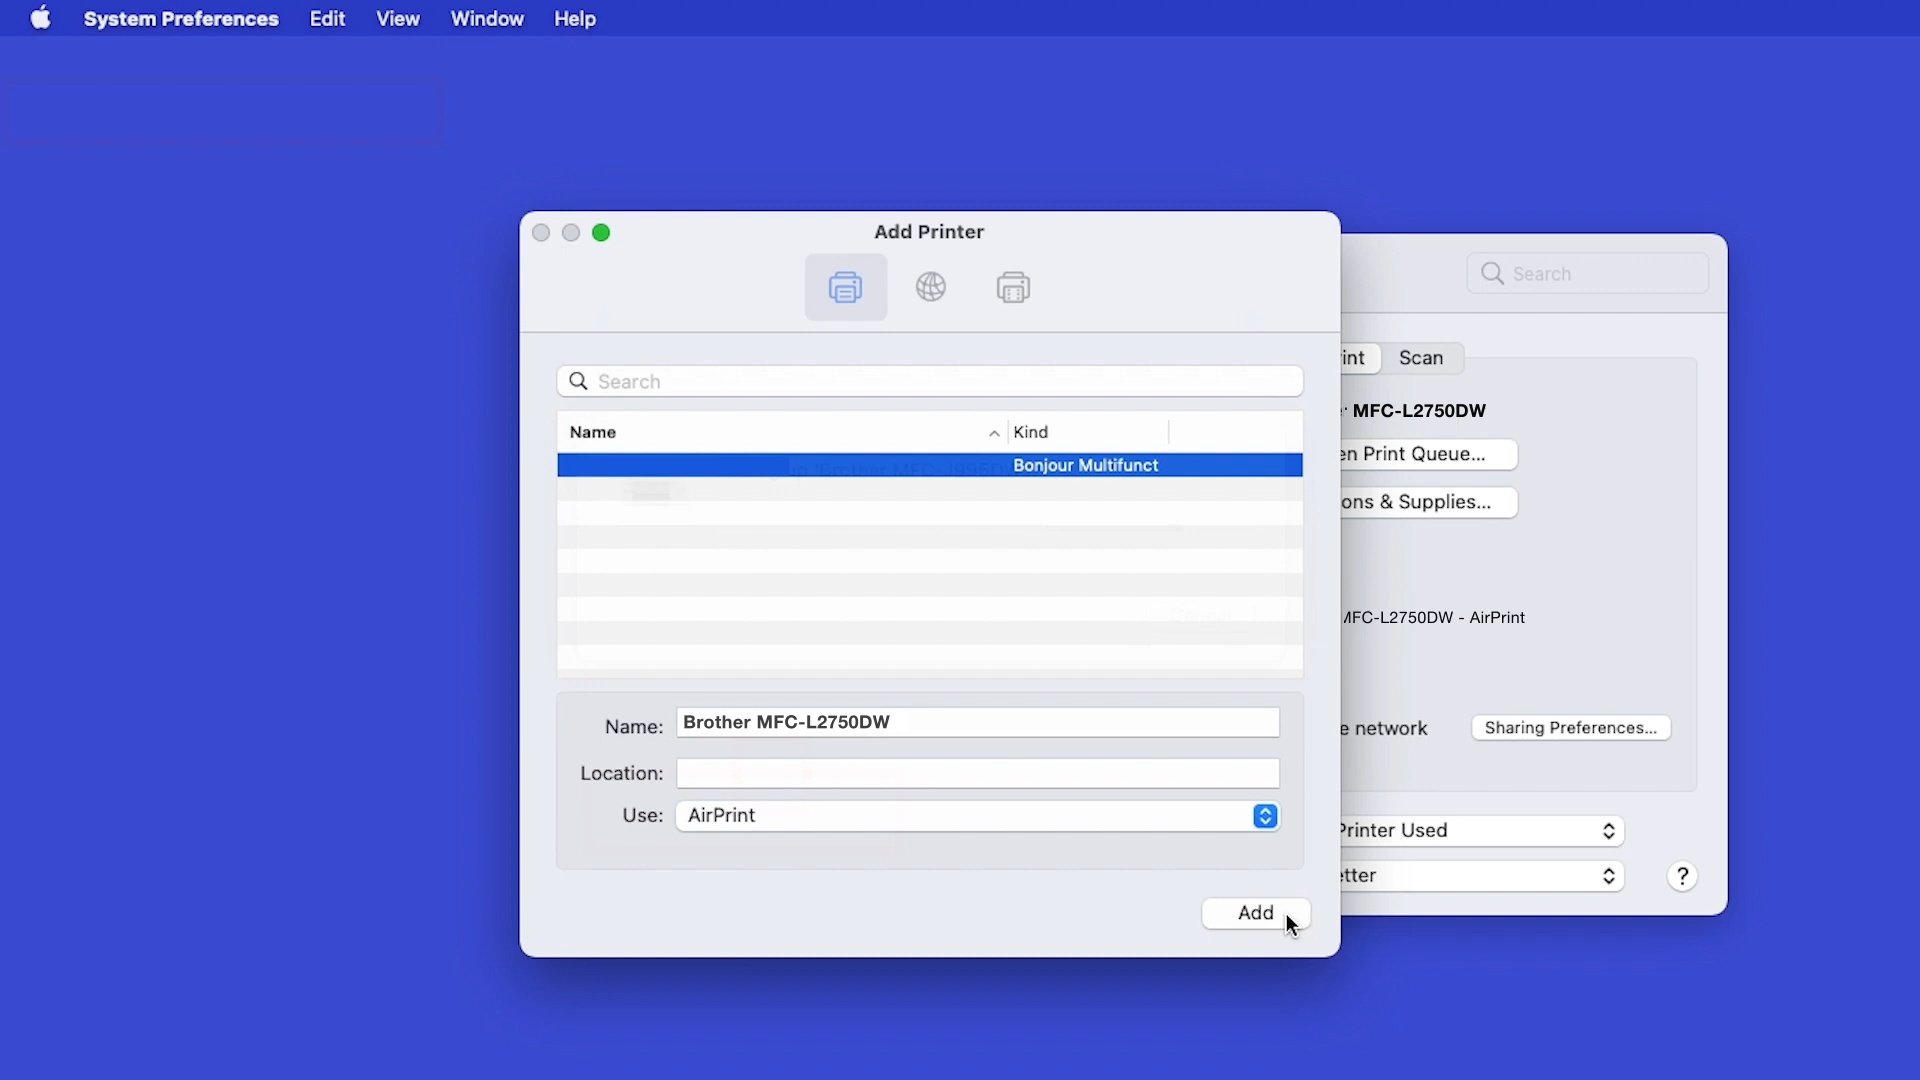 System Preferences Edit View Window Help
Add Printer
Search
Search
int Scan
MFC-L2750DW
Name Kind
en Print Queue...
Bonjour Multifunct
ons & Supplies...
MFC-L2750DW - AirPrint
Name: Brother MFC-L2750DW
e network Sharing Preferences...
Location:
Use: AirPrint
Printer Used
etter ?
Add